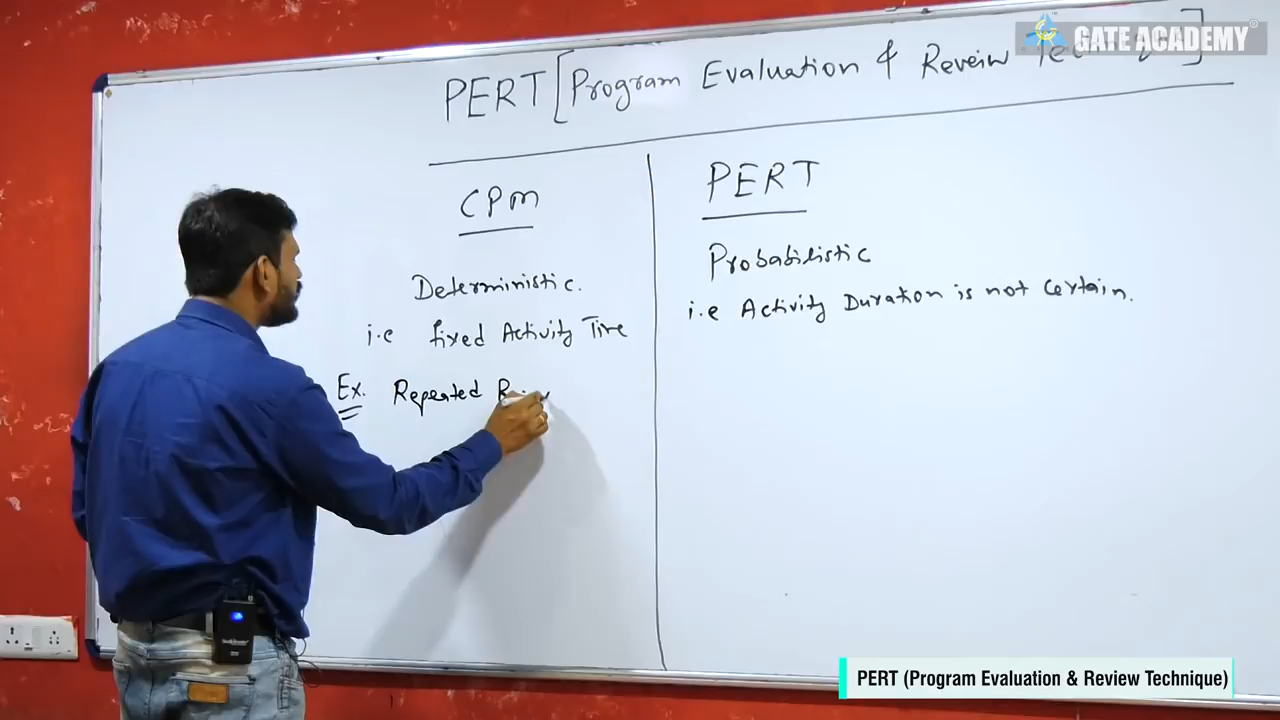 GATE ACADEMY®
PERT [Program Evaluation & Review
CPM
Deterministic.
i.e fixed Activity Time
Ex. Repeated
PERT
Probabilistic
i.e Activity Duration is not Certain.
PERT (Program Evaluation & Review Technique)